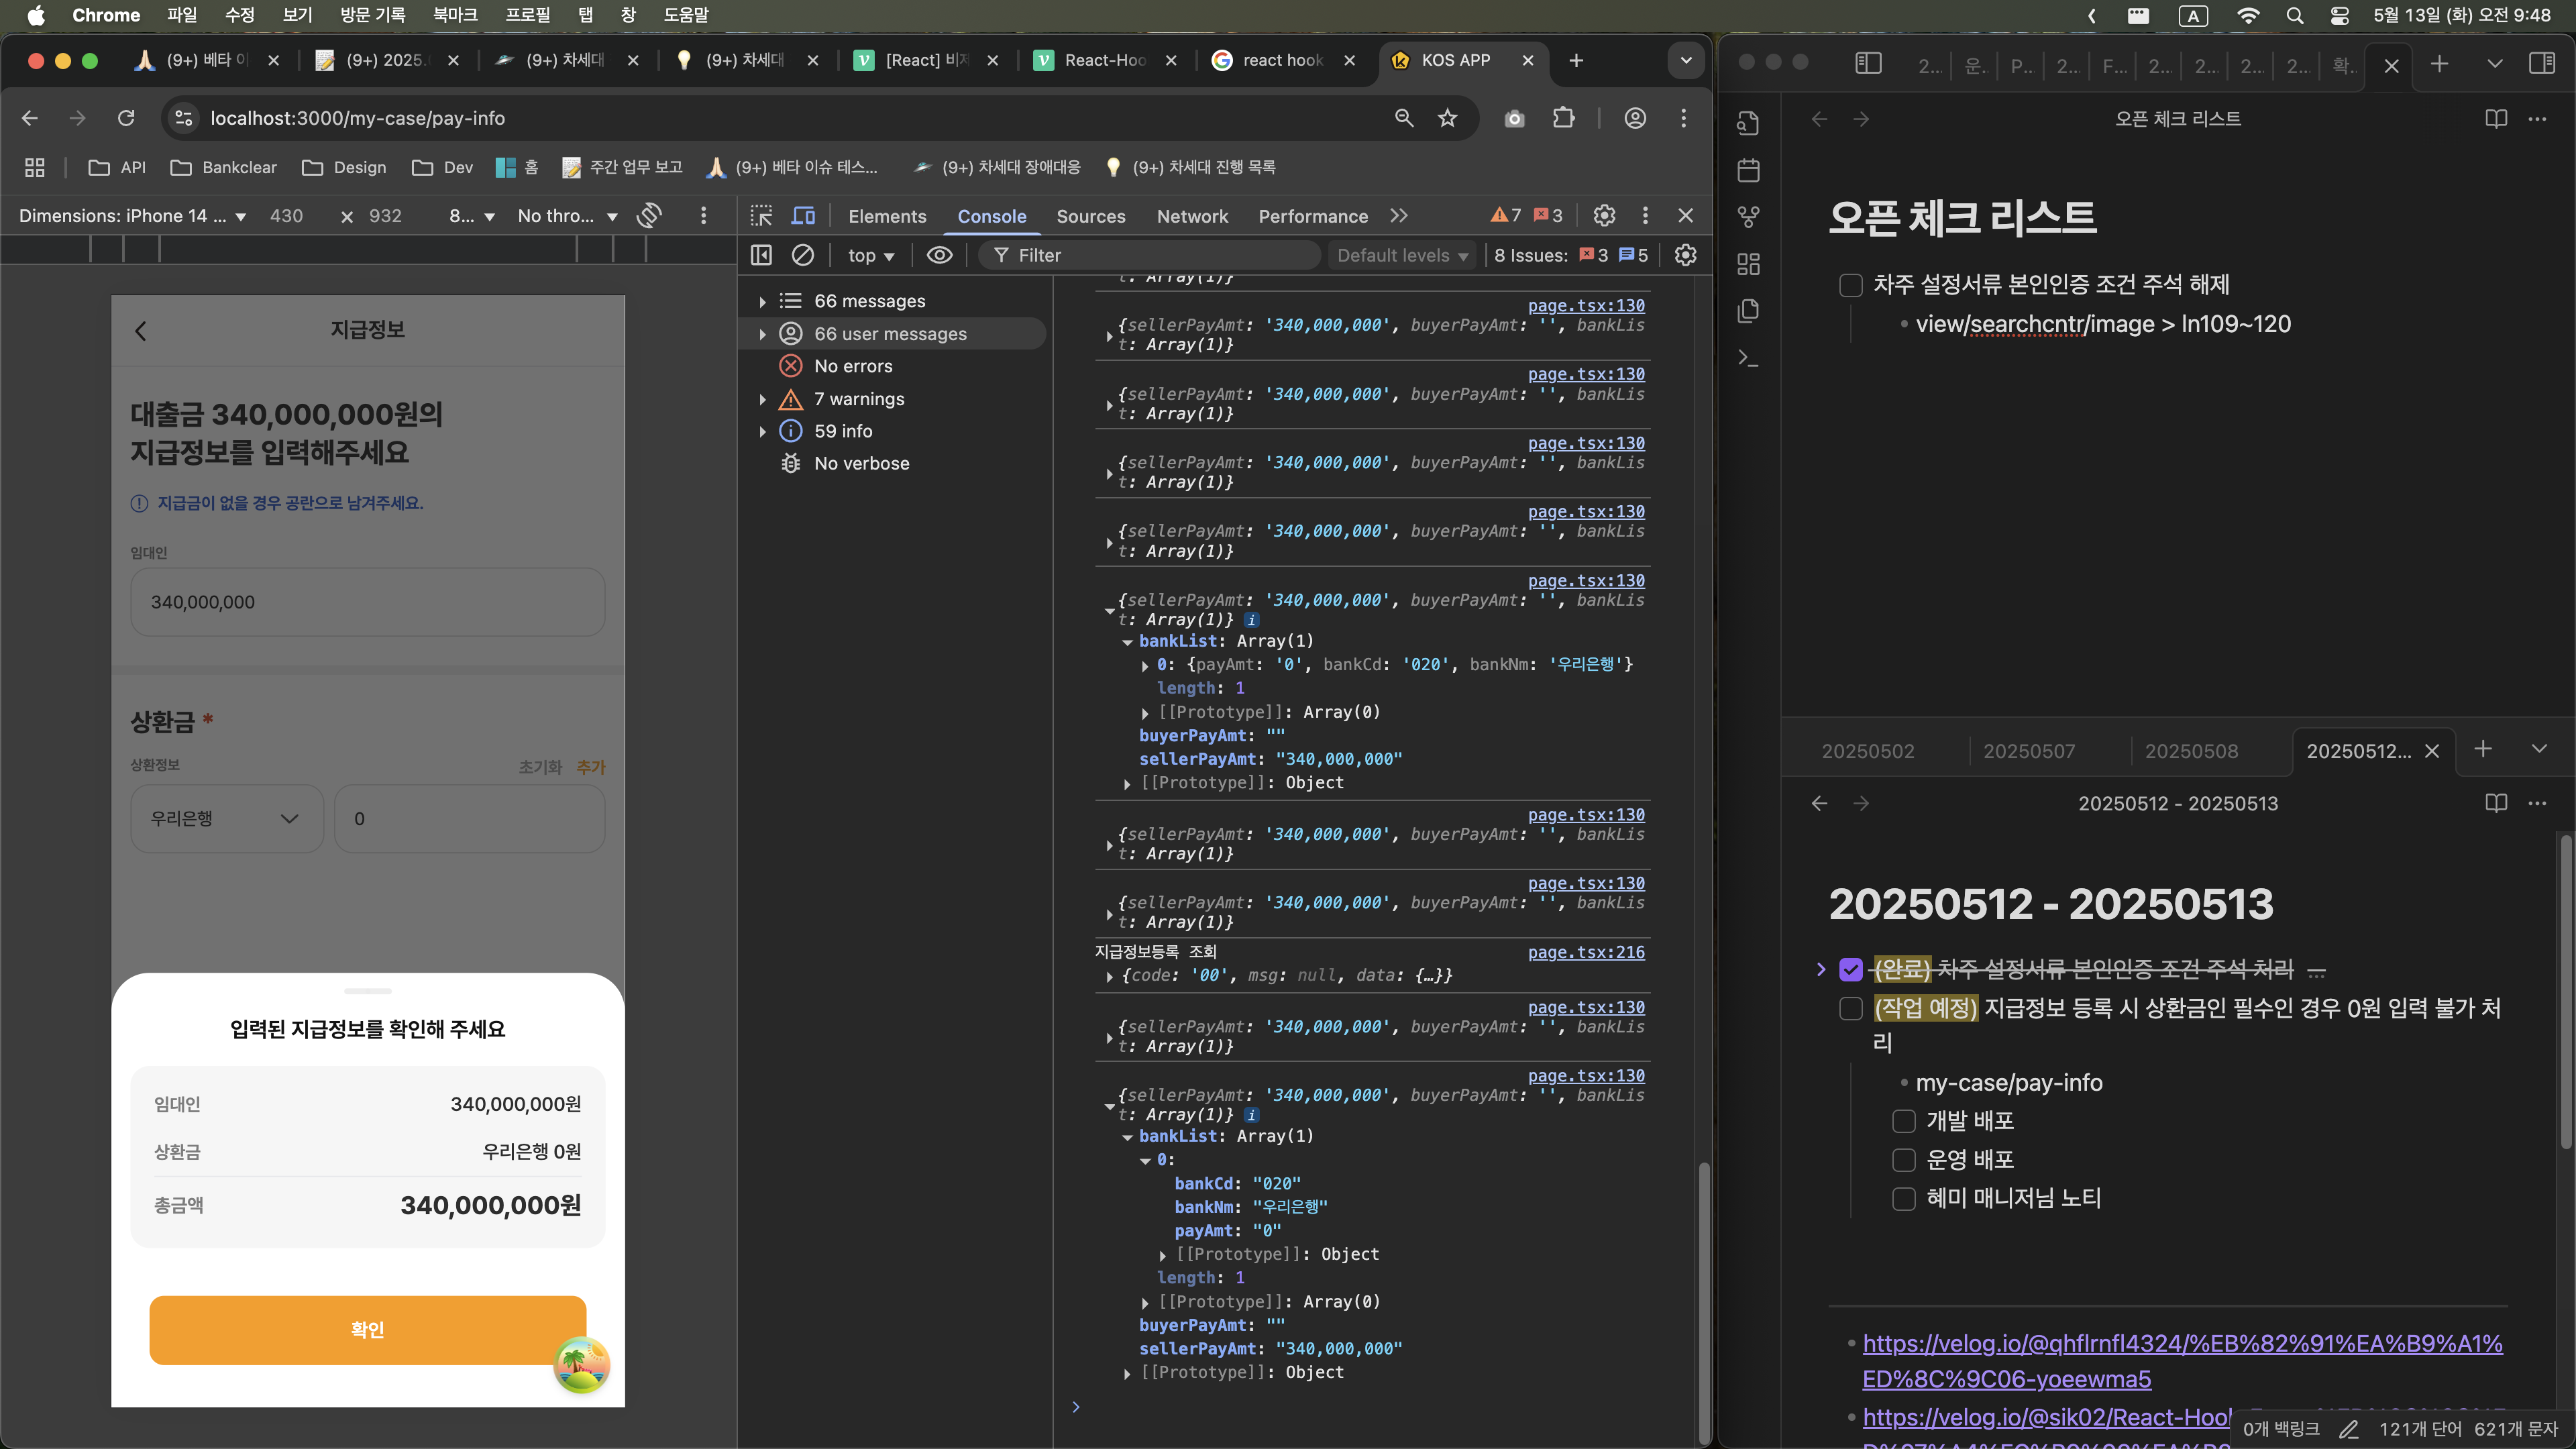 Chrome 파일 수정 보기 방문 기록 북마크 프로필 탭 창 도움말
A 5월 13일 (화) 오전 9:48
(9+) 베타 이 (9+) 2025. (9+) 차세대 (9+) 차세대 [React] 비제 React-Hoo react hook KOS APP
localhost:3000/my-case/pay-info
API Bankclear Design Dev 홈 주간 업무 보고 (9+) 베타 이슈 테스... (9+) 차세대 장애대응 (9+) 차세대 진행 목록
Dimensions: iPhone 14 ... 430 932 8... No thro...
지급정보
대출금 340,000,000원의
지급정보를 입력해주세요
지급금이 없을 경우 공란으로 남겨주세요.
임대인
340,000,000
상환금 *
상환정보 초기화 추가
우리은행 0
입력된 지급정보를 확인해 주세요
임대인 340,000,000원
상환금 우리은행 0원
총금액 340,000,000원
확인
Elements Console Sources Network Performance 7 3
top Filter Default levels 8 Issues: 3 5
66 messages
66 user messages
No errors
7 warnings
59 info
No verbose
t: Array(1)}
page.tsx:130
{sellerPayAmt: '340,000,000', buyerPayAmt: '', bankLis
t: Array(1)}
page.tsx:130
{sellerPayAmt: '340,000,000', buyerPayAmt: '', bankLis
t: Array(1)}
page.tsx:130
{sellerPayAmt: '340,000,000', buyerPayAmt: '', bankLis
t: Array(1)}
page.tsx:130
{sellerPayAmt: '340,000,000', buyerPayAmt: '', bankLis
t: Array(1)}
page.tsx:130
{sellerPayAmt: '340,000,000', buyerPayAmt: '', bankLis
t: Array(1)} i
bankList: Array(1)
0: {payAmt: '0', bankCd: '020', bankNm: '우리은행'}
length: 1
[[Prototype]]: Array(0)
buyerPayAmt: ""
sellerPayAmt: "340,000,000"
[[Prototype]]: Object
page.tsx:130
{sellerPayAmt: '340,000,000', buyerPayAmt: '', bankLis
t: Array(1)}
page.tsx:130
{sellerPayAmt: '340,000,000', buyerPayAmt: '', bankLis
t: Array(1)}
지급정보등록 조회 page.tsx:216
{code: '00', msg: null, data: {…}}
page.tsx:130
{sellerPayAmt: '340,000,000', buyerPayAmt: '', bankLis
t: Array(1)}
page.tsx:130
{sellerPayAmt: '340,000,000', buyerPayAmt: '', bankLis
t: Array(1)} i
bankList: Array(1)
0:
bankCd: "020"
bankNm: "우리은행"
payAmt: "0"
[[Prototype]]: Object
length: 1
[[Prototype]]: Array(0)
buyerPayAmt: ""
sellerPayAmt: "340,000,000"
[[Prototype]]: Object
2... 운.. P... 2... F... 2... 2... 2... 2... 확..
오픈 체크 리스트
오픈 체크 리스트
차주 설정서류 본인인증 조건 주석 해제
view/searchcntr/image > ln109~120
20250502 20250507 20250508 20250512...
20250512 - 20250513
20250512 - 20250513
(완료) 차주 설정서류 본인인증 조건 주석 처리 ...
(작업 예정) 지급정보 등록 시 상환금인 필수인 경우 0원 입력 불가 처
리
my-case/pay-info
개발 배포
운영 배포
혜미 매니저님 노티
https://velog.io/@qhflrnfl4324/%EB%82%91%EA%B9%A1%
ED%8C%9C06-yoeewma5
https://velog.io/@sik02/React-Hool
0개 백링크 121개 단어 621개 문자